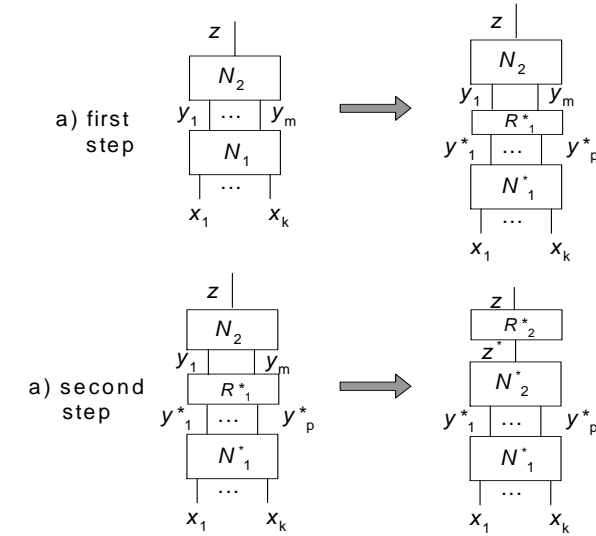 z z
N₂ N₂
y₁ ... yₘ y₁ yₘ
a) first R*₁
step y*₁ ... y*ₚ
N₁ N*₁
... ...
x₁ xₖ x₁ xₖ
z z
N₂ R*₂
y₁ yₘ z*
a) second R*₁ N*₂
step y*₁ ... y*ₚ y*₁ ... y*ₚ
N*₁ N*₁
... ...
x₁ xₖ x₁ xₖ